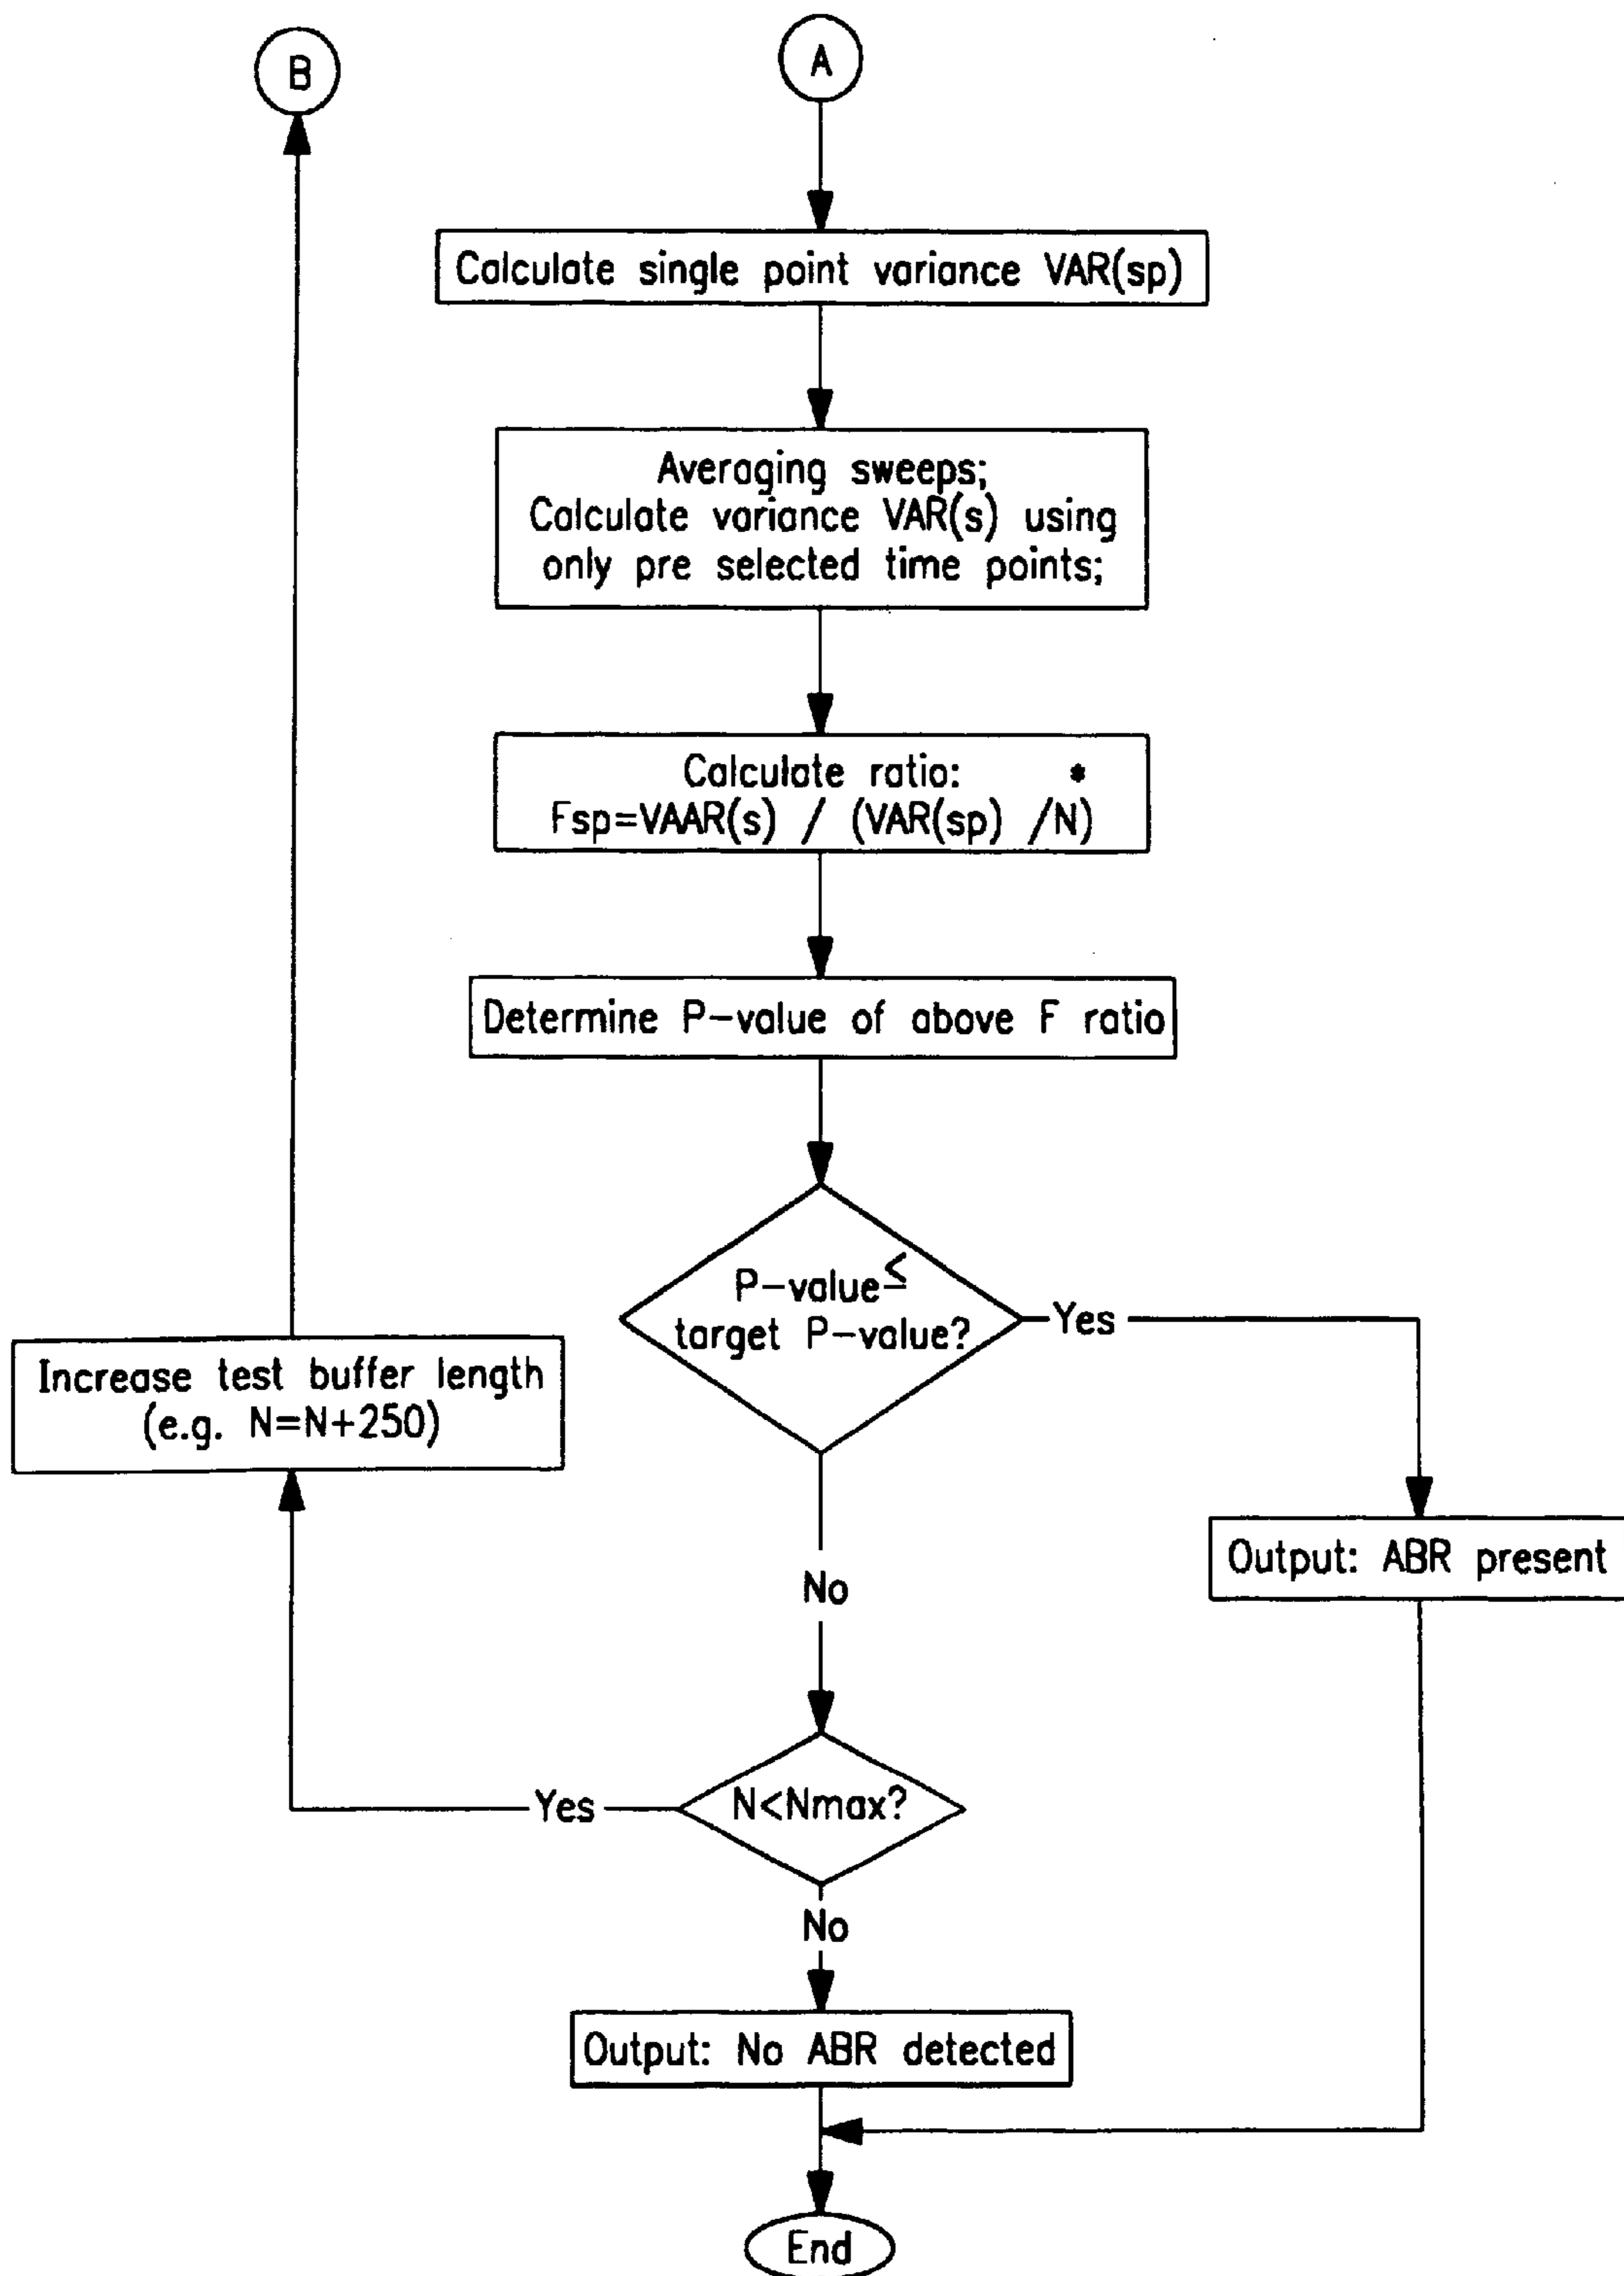 B
A
Calculate single point variance VAR(sp)
Averaging sweeps;
Calculate variance VAR(s) using
only pre selected time points;
Calculate ratio: *
Fsp=VAAR(s) / (VAR(sp) /N)
Determine P-value of above F ratio
P-value≤
target P-value?
Yes
Increase test buffer length
(e.g. N=N+250)
Output: ABR present
No
N<Nmax?
Yes
No
Output: No ABR detected
End